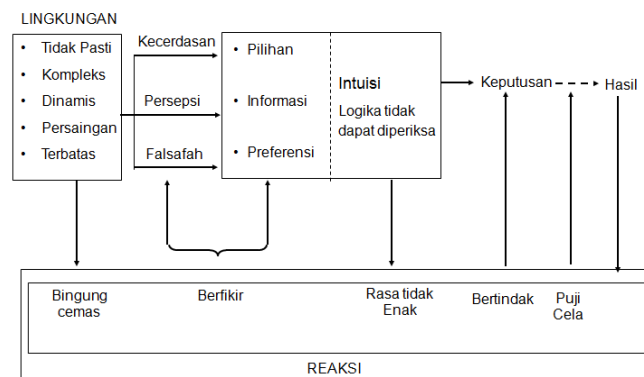 LINGKUNGAN
• Tidak Pasti
• Kompleks
• Dinamis
• Persaingan
• Terbatas
Kecerdasan
Persepsi
Falsafah
• Pilihan
• Informasi
• Preferensi
Intuisi
Logika tidak
dapat diperiksa
Keputusan
Hasil
Bingung
cemas
Berfikir
Rasa tidak
Enak
Bertindak
Puji
Cela
REAKSI